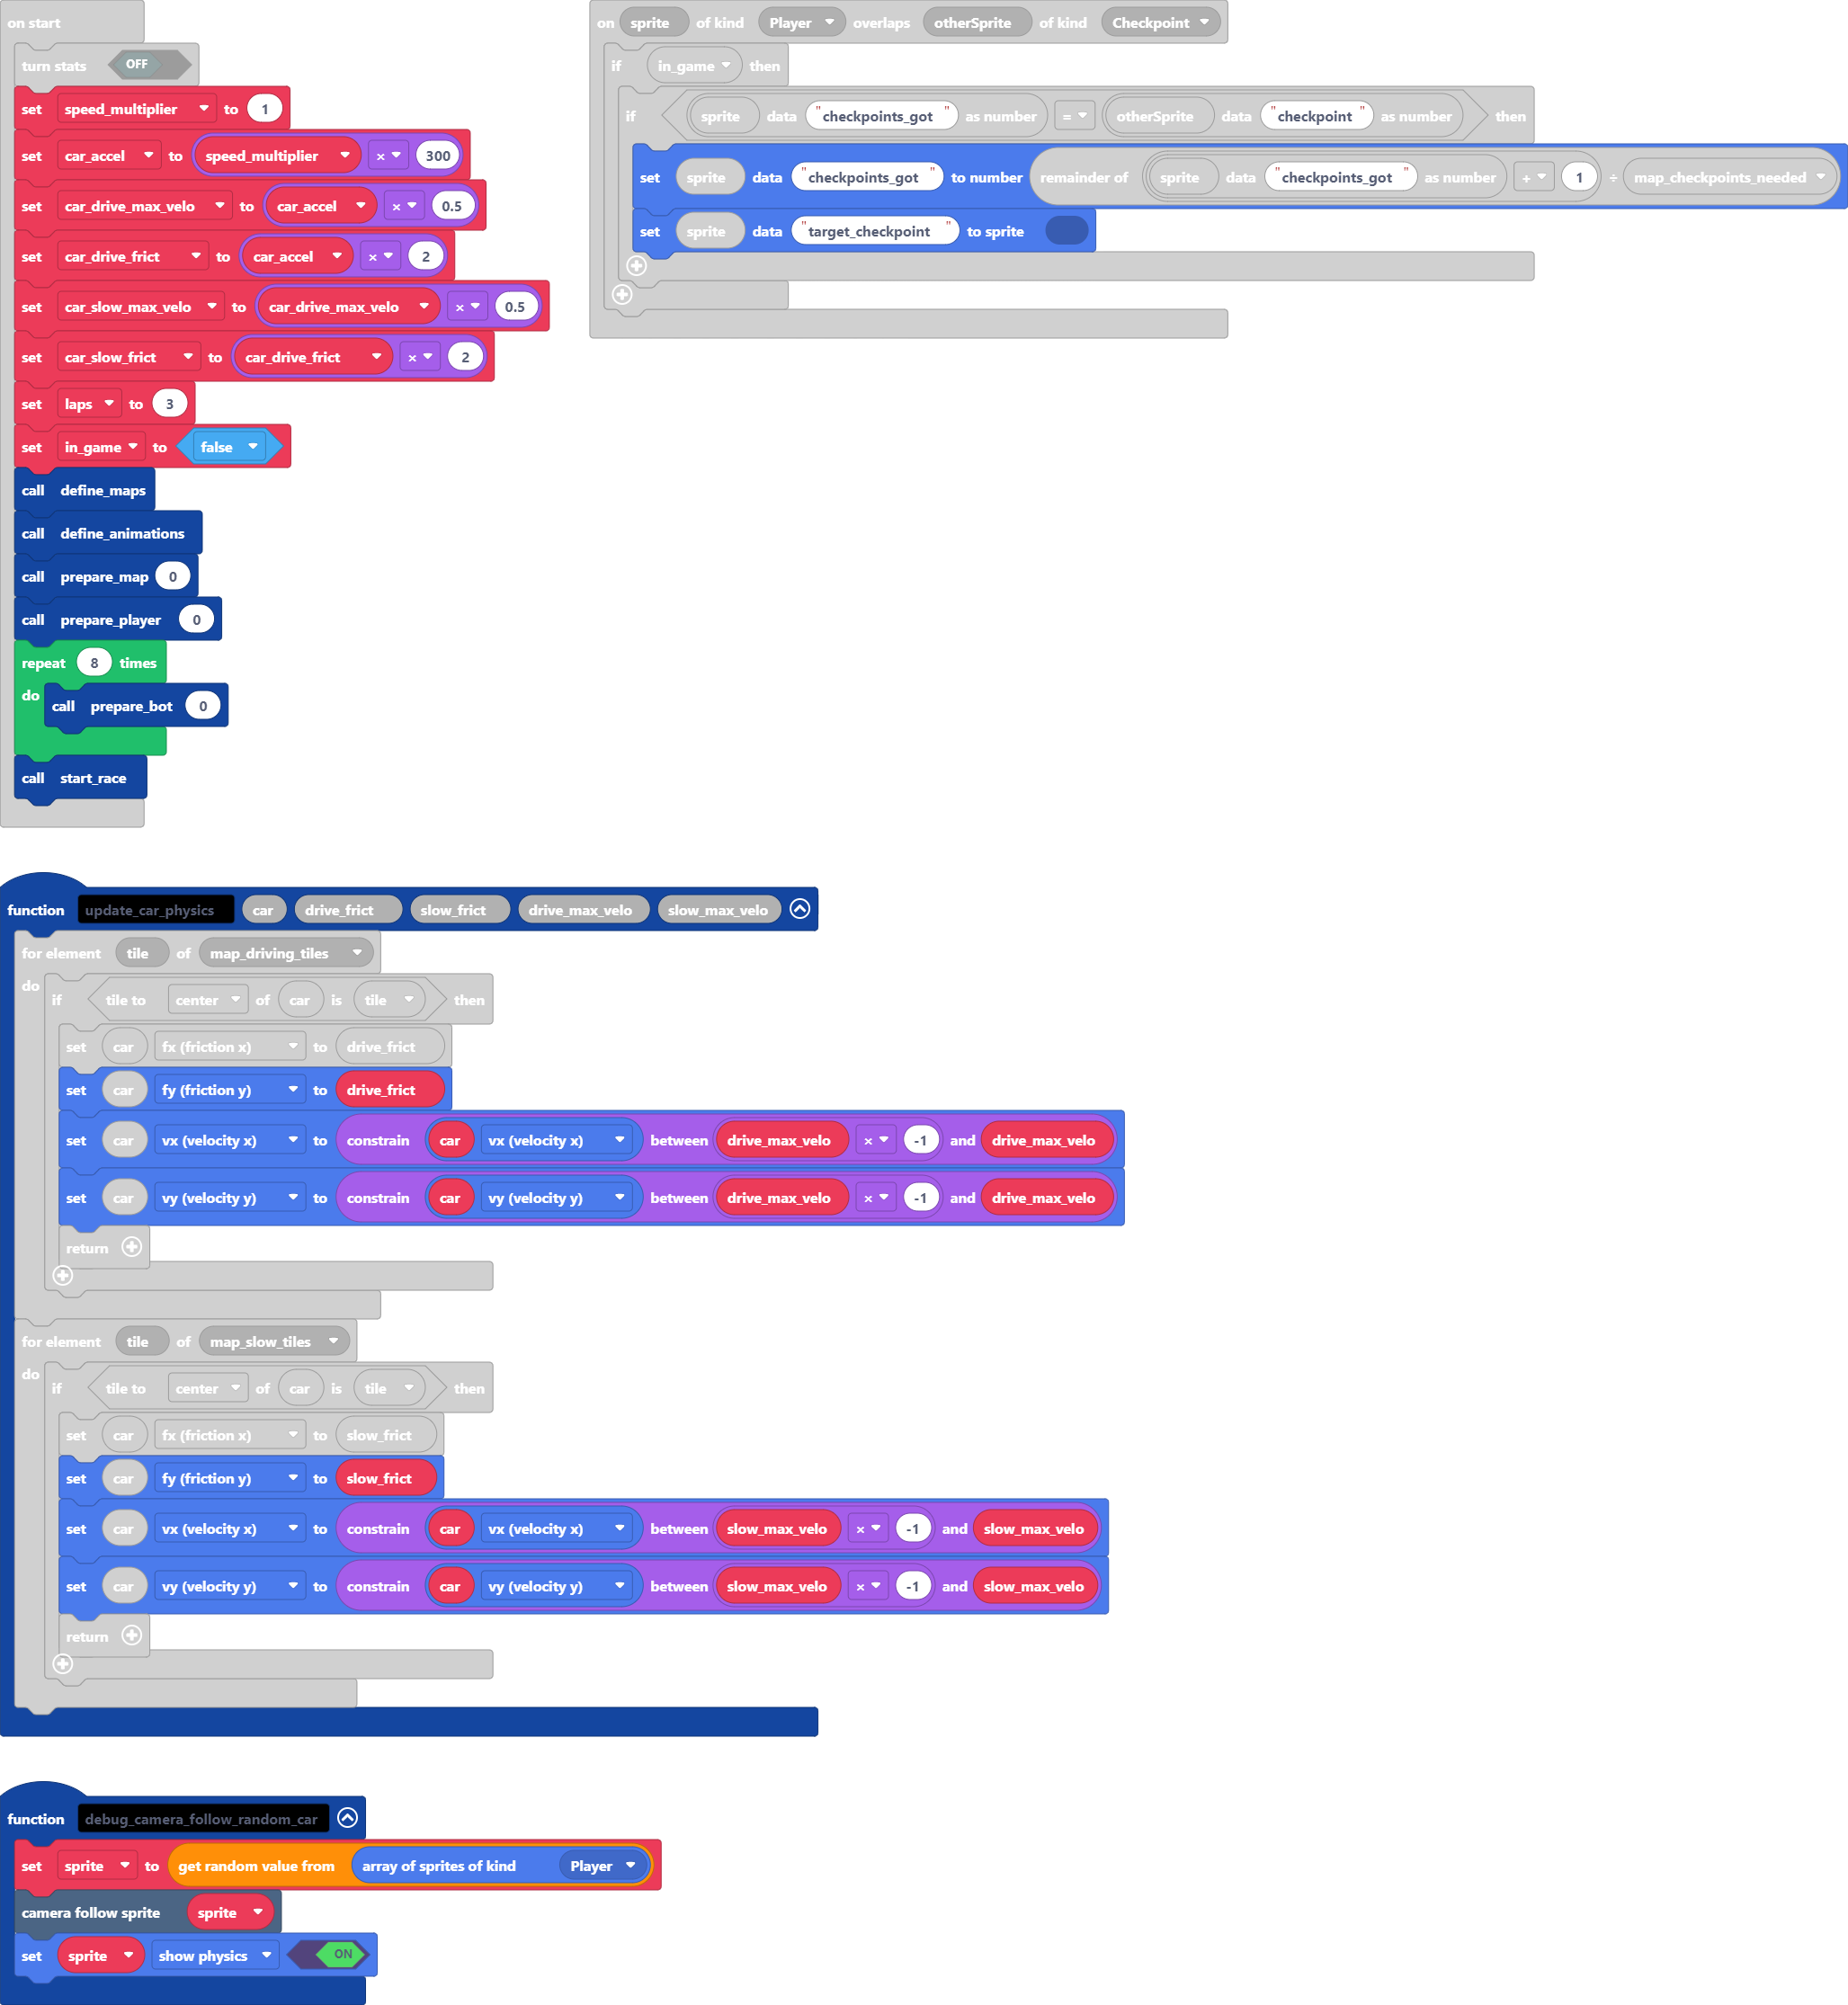 on start
turn stats OFF
set speed_multiplier to 1
set car_accel to speed_multiplier × 300
set car_drive_max_velo to car_accel × 0.5
set car_drive_frict to car_accel × 2
set car_slow_max_velo to car_drive_max_velo × 0.5
set car_slow_frict to car_drive_frict × 2
set laps to 3
set in_game to false
call define_maps
call define_animations
call prepare_map 0
call prepare_player 0
repeat 8 times
do call prepare_bot 0
call start_race
on sprite of kind Player overlaps otherSprite of kind Checkpoint
if in_game then
if sprite data "checkpoints_got" as number = otherSprite data "checkpoint" as number then
set sprite data "checkpoints_got" to number remainder of sprite data "checkpoints_got" as number + 1 ÷ map_checkpoints_needed
set sprite data "target_checkpoint" to sprite
function update_car_physics car drive_frict slow_frict drive_max_velo slow_max_velo
for element tile of map_driving_tiles
do if tile to center of car is tile then
set car fx (friction x) to drive_frict
set car fy (friction y) to drive_frict
set car vx (velocity x) to constrain car vx (velocity x) between drive_max_velo × -1 and drive_max_velo
set car vy (velocity y) to constrain car vy (velocity y) between drive_max_velo × -1 and drive_max_velo
return
for element tile of map_slow_tiles
do if tile to center of car is tile then
set car fx (friction x) to slow_frict
set car fy (friction y) to slow_frict
set car vx (velocity x) to constrain car vx (velocity x) between slow_max_velo × -1 and slow_max_velo
set car vy (velocity y) to constrain car vy (velocity y) between slow_max_velo × -1 and slow_max_velo
return
function debug_camera_follow_random_car
set sprite to get random value from array of sprites of kind Player
camera follow sprite sprite
set sprite show physics ON